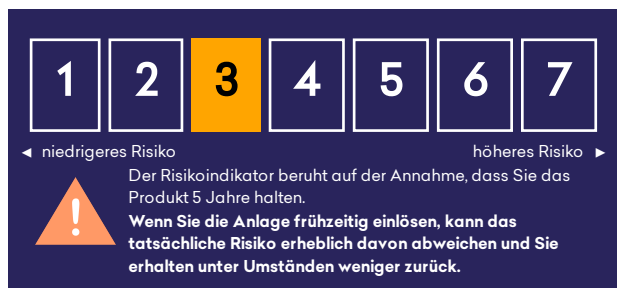 1 2 3 4 5 6 7
◄ niedrigeres Risiko höheres Risiko ►
Der Risikoindikator beruht auf der Annahme, dass Sie das
Produkt 5 Jahre halten.
Wenn Sie die Anlage frühzeitig einlösen, kann das
tatsächliche Risiko erheblich davon abweichen und Sie
erhalten unter Umständen weniger zurück.
!